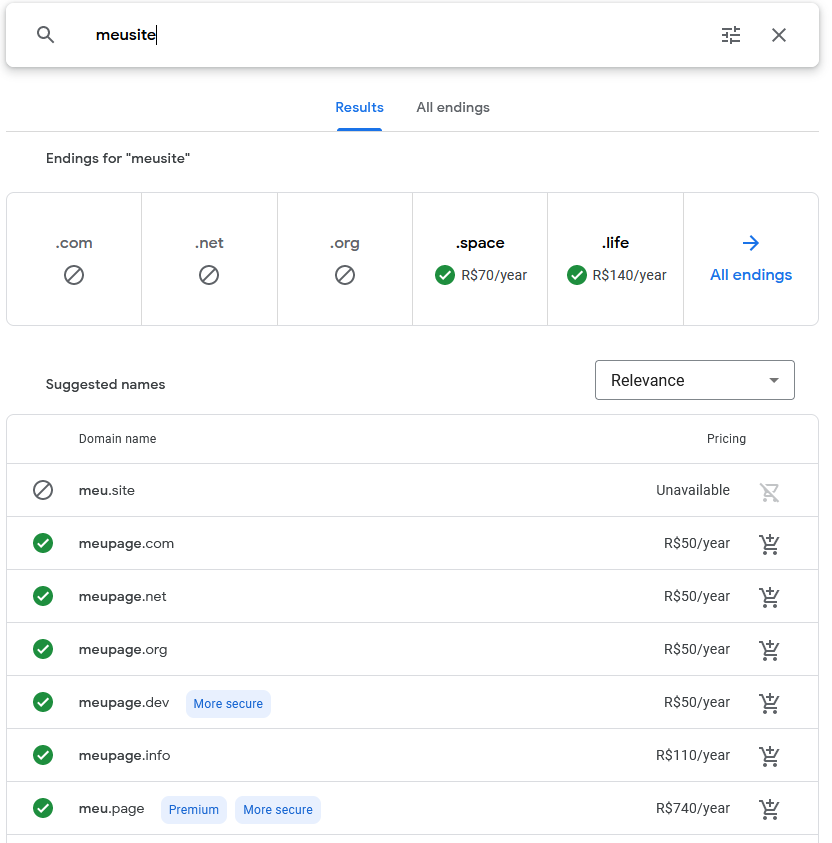 meusite
Results All endings
Endings for "meusite"
.com .net .org .space .life
R$70/year R$140/year All endings
Suggested names Relevance
Domain name Pricing
meu.site Unavailable
meupage.com R$50/year
meupage.net R$50/year
meupage.org R$50/year
meupage.dev More secure R$50/year
meupage.info R$110/year
meu.page Premium More secure R$740/year